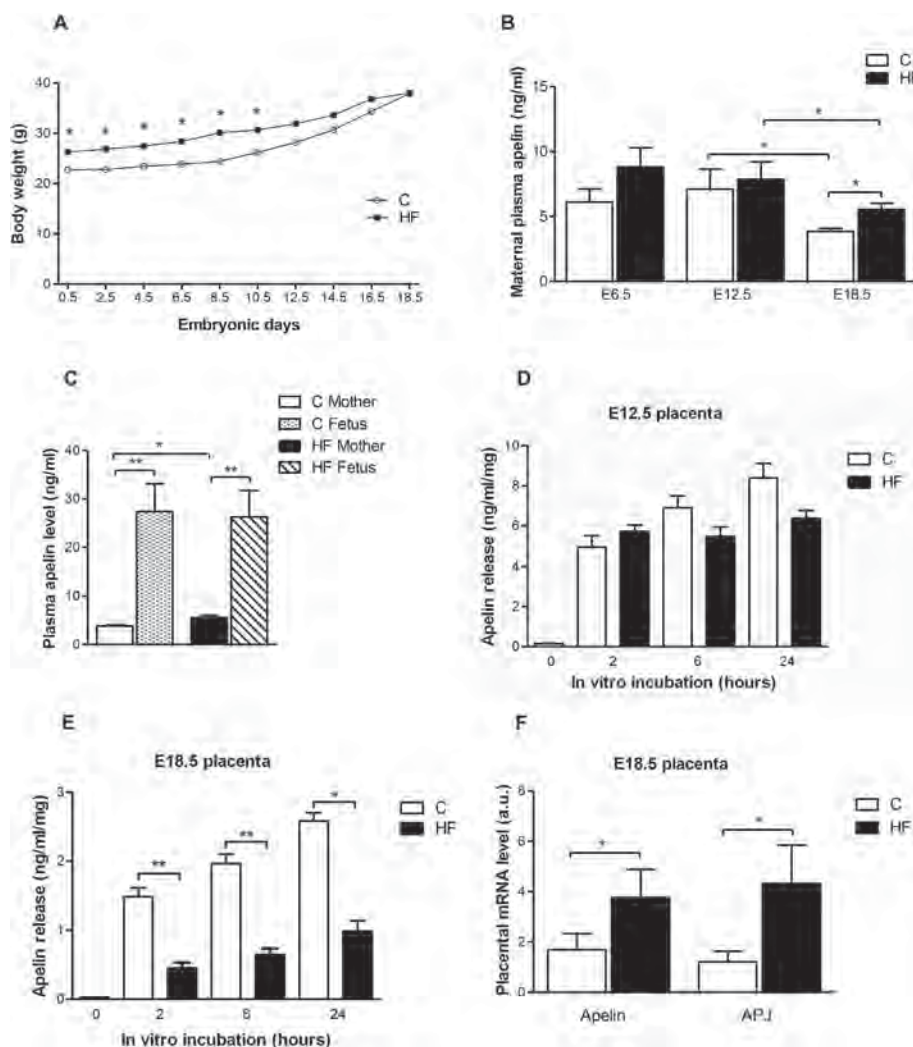 A
Body weight (g)
40
30
20
10
0
* * * * * *
C
HF
0.5 2.5 4.5 6.5 8.5 10.5 12.5 14.5 16.5 18.5
Embryonic days
B
C
HF
Maternal plasma apelin (ng/ml)
15
10
5
0
*
*
*
E6.5 E12.5 E18.5
C
C Mother
C Fetus
HF Mother
HF Fetus
Plasma apelin level (ng/ml)
40
30
20
10
0
*
** **
D
E12.5 placenta
C
HF
Apelin release (ng/ml/mg)
10
8
6
4
2
0
0 2 6 24
In vitro incubation (hours)
E
E18.5 placenta
C
HF
Apelin release (ng/ml/mg)
3
2
1
0
** ** *
0 2 6 24
In vitro incubation (hours)
F
E18.5 placenta
C
HF
Placental mRNA level (a.u.)
8
6
4
2
0
* *
Apelin APJ